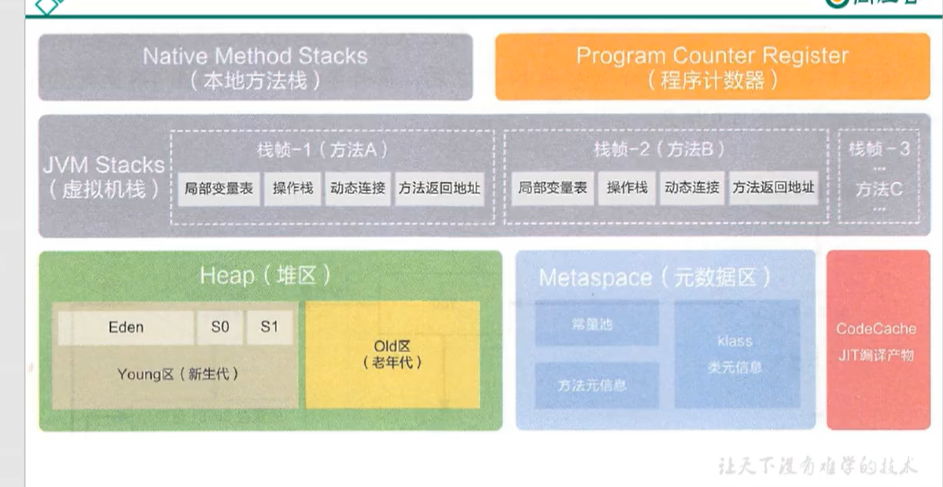 Native Method Stacks
（本地方法栈）
Program Counter Register
（程序计数器）
JVM Stacks
（虚拟机栈）
栈帧-1（方法A）
局部变量表
操作栈
动态连接
方法返回地址
栈帧-2（方法B）
局部变量表
操作栈
动态连接
方法返回地址
栈帧-3
...
方法C
...
Heap（堆区）
Eden
S0
S1
Young区（新生代）
Old区
（老年代）
Metaspace（元数据区）
常量池
方法元信息
klass
类元信息
CodeCache
JIT编译产物
让天下没有难学的技术